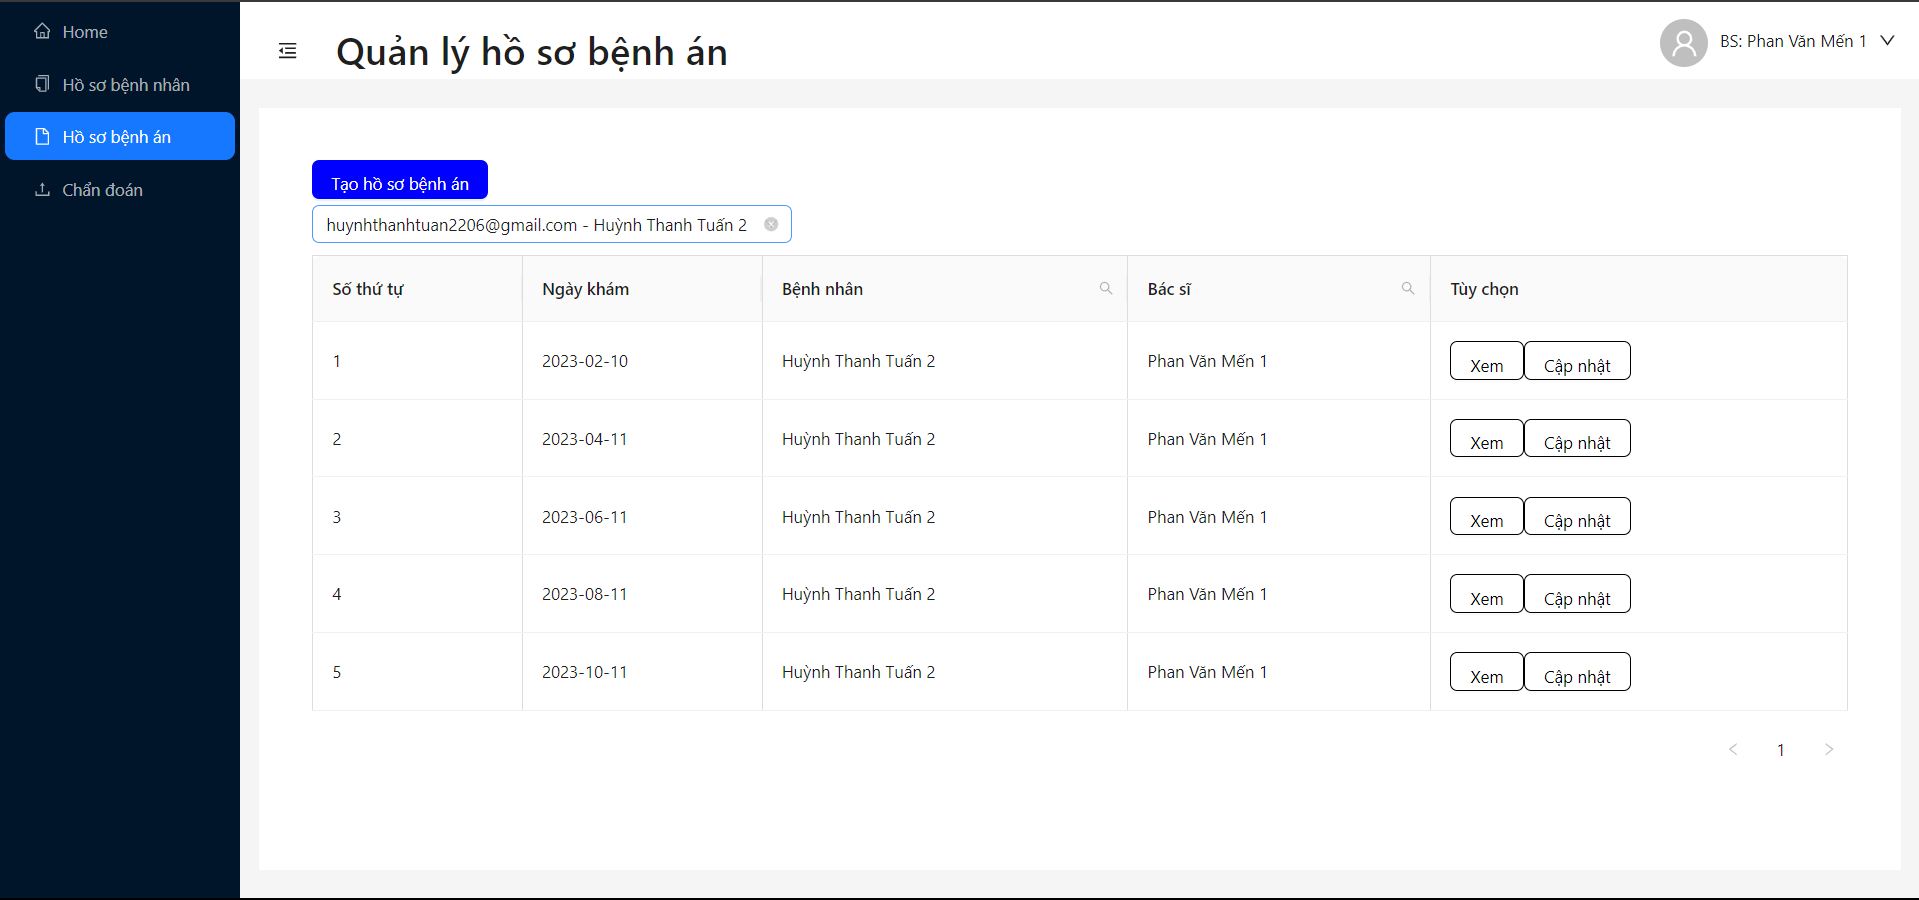 Home
Hồ sơ bệnh nhân
Hồ sơ bệnh án
Chẩn đoán
Quản lý hồ sơ bệnh án
BS: Phan Văn Mến 1
Tạo hồ sơ bệnh án
huynhthanhtuan2206@gmail.com - Huỳnh Thanh Tuấn 2
Số thứ tự Ngày khám Bệnh nhân Bác sĩ Tùy chọn
1 2023-02-10 Huỳnh Thanh Tuấn 2 Phan Văn Mến 1 Xem Cập nhật
2 2023-04-11 Huỳnh Thanh Tuấn 2 Phan Văn Mến 1 Xem Cập nhật
3 2023-06-11 Huỳnh Thanh Tuấn 2 Phan Văn Mến 1 Xem Cập nhật
4 2023-08-11 Huỳnh Thanh Tuấn 2 Phan Văn Mến 1 Xem Cập nhật
5 2023-10-11 Huỳnh Thanh Tuấn 2 Phan Văn Mến 1 Xem Cập nhật
1